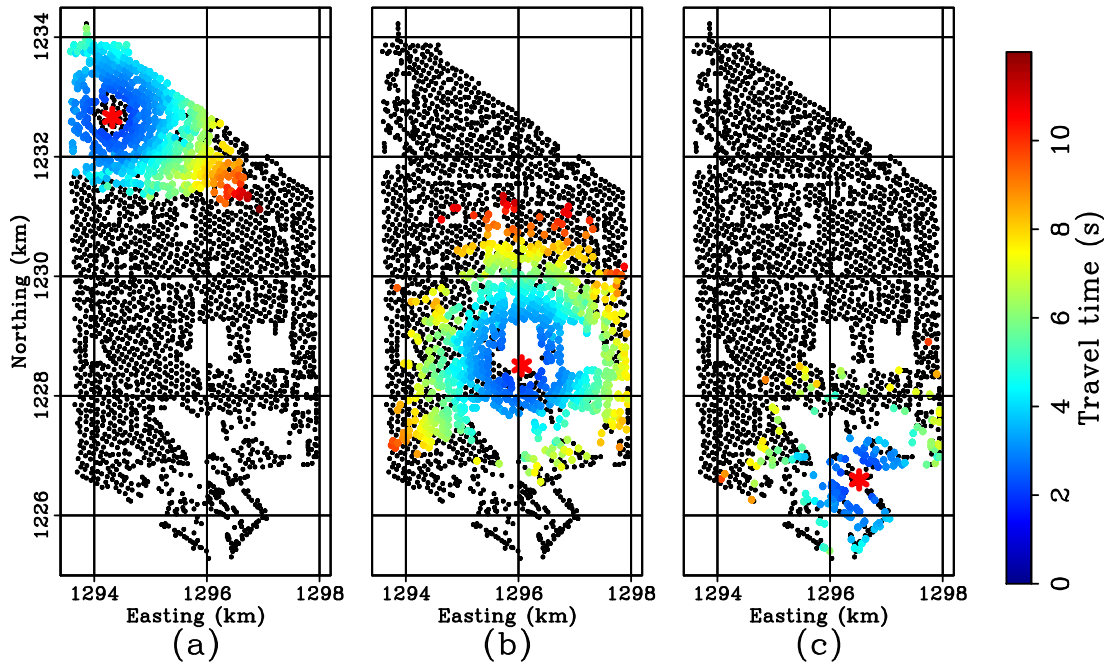 1234
1232
1230
1228
1226
Northing (km)
1294 1296 1298
Easting (km)
(a)
1294 1296 1298
Easting (km)
(b)
1294 1296 1298
Easting (km)
(c)
10
8
6
4
2
0
Travel time (s)